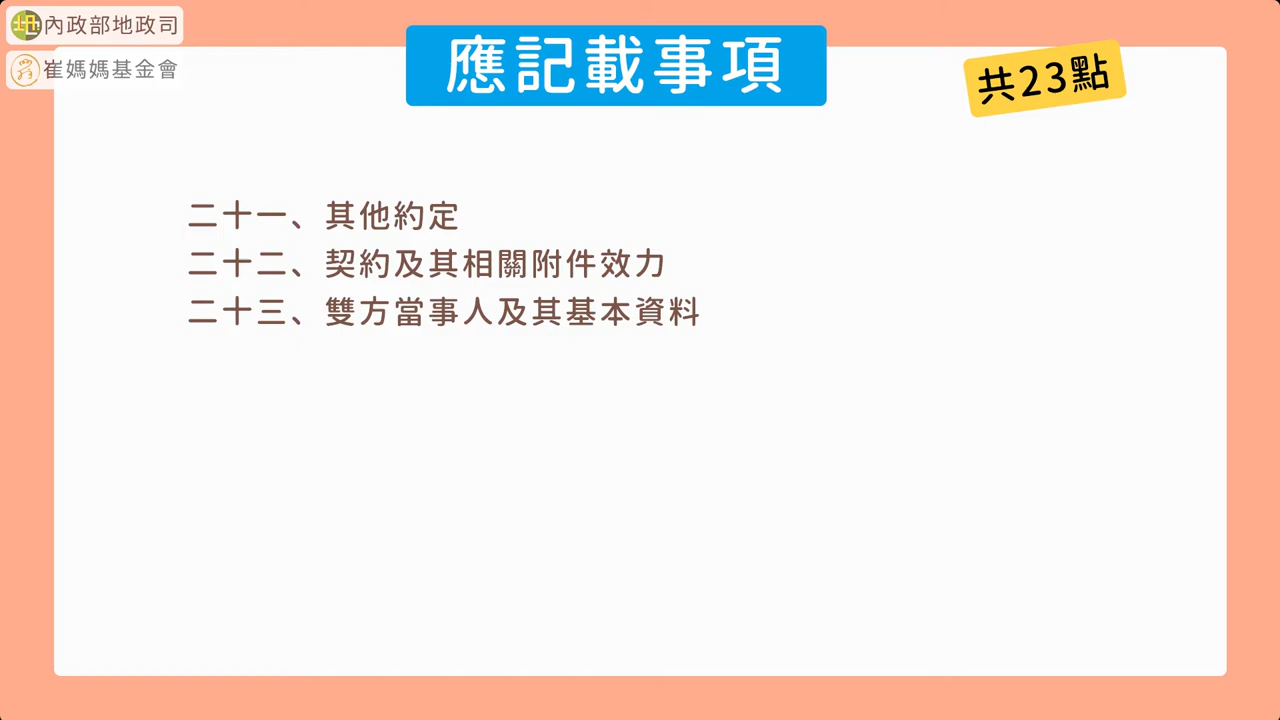 內政部地政司
崔媽媽基金會
應記載事項
共23點
二十一、其他約定
二十二、契約及其相關附件效力
二十三、雙方當事人及其基本資料